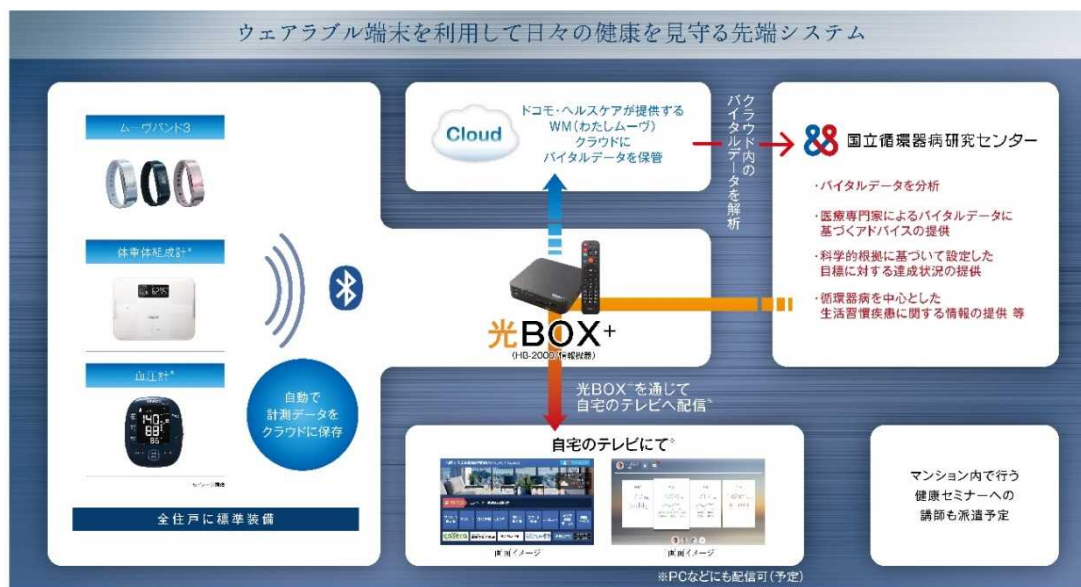 ウェアラブル端末を利用して日々の健康を見守る先端システム
ムーヴバンド3
体重体組成計*
血圧計*
自動で
計測データを
クラウドに保存
全住戸に標準装備
Cloud
ドコモ・ヘルスケアが提供する
WM(わたしムーヴ)
クラウドに
バイタルデータを保管
クラウド内の
バイタルデータを解析
国立循環器病研究センター
・バイタルデータを分析
・医療専門家によるバイタルデータに
基づくアドバイスの提供
・科学的根拠に基づいて設定した
目標に対する達成状況の提供
・循環器病を中心とした
生活習慣疾患に関する情報の提供 等
光BOX+
(HB-2000/情報機器)
光BOX+を通じて
自宅のテレビへ配信※
自宅のテレビにて※
画面イメージ
画面イメージ
※PCなどにも配信可(予定)
マンション内で行う
健康セミナーへの
講師も派遣予定